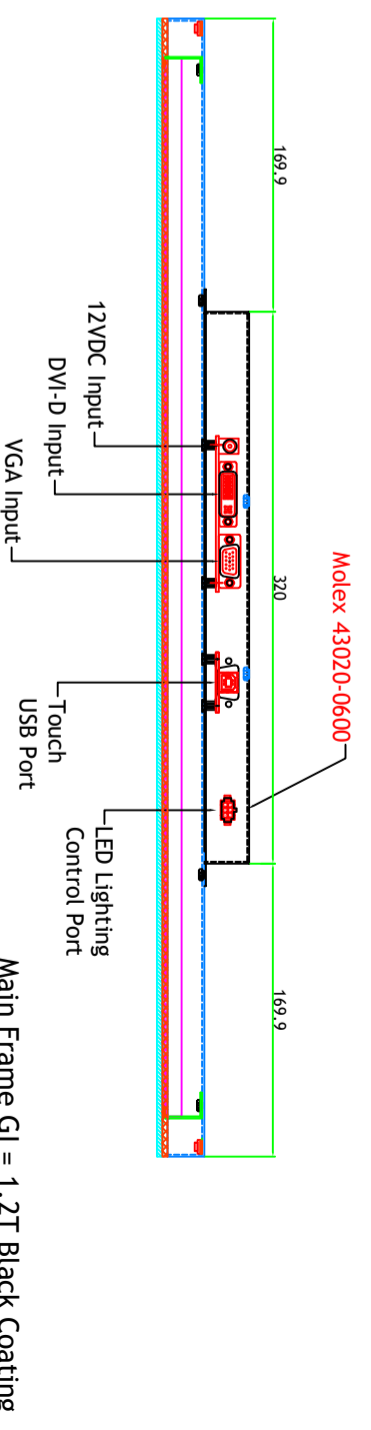 Molex 43020-0600
169.9
320
169.9
12VDC Input
DVI-D Input
VGA Input
Touch
USB Port
LED Lighting
Control Port
Main Frame GI = 1.2T Black Coating